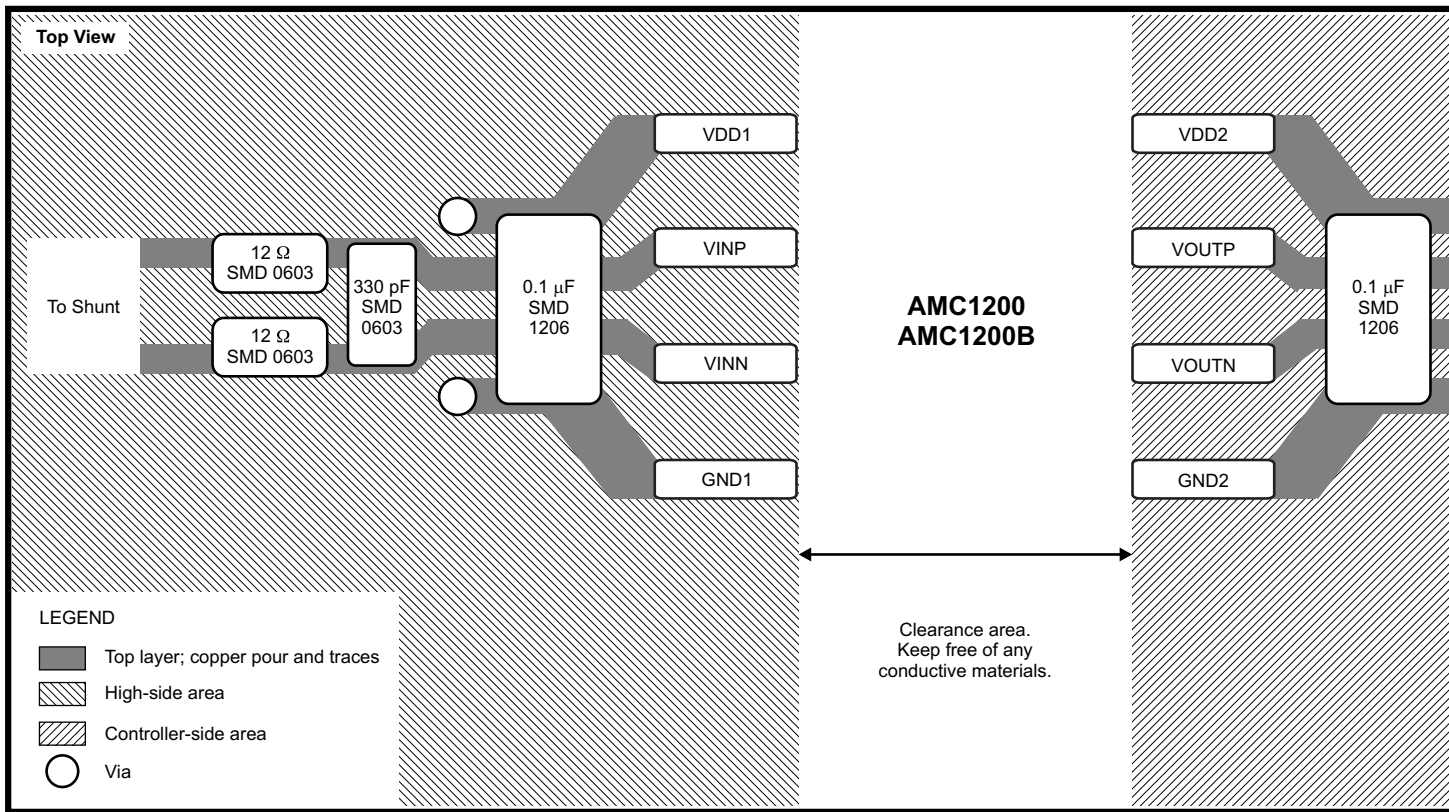 Top View
VDD1
VDD2
VINP
VOUTP
12 Ω
SMD 0603
330 pF
SMD
0603
0.1 μF
SMD
1206
To Shunt
AMC1200
AMC1200B
0.1 μF
SMD
1206
12 Ω
SMD 0603
VINN
VOUTN
GND1
GND2
Clearance area.
Keep free of any
conductive materials.
LEGEND
Top layer; copper pour and traces
High-side area
Controller-side area
Via